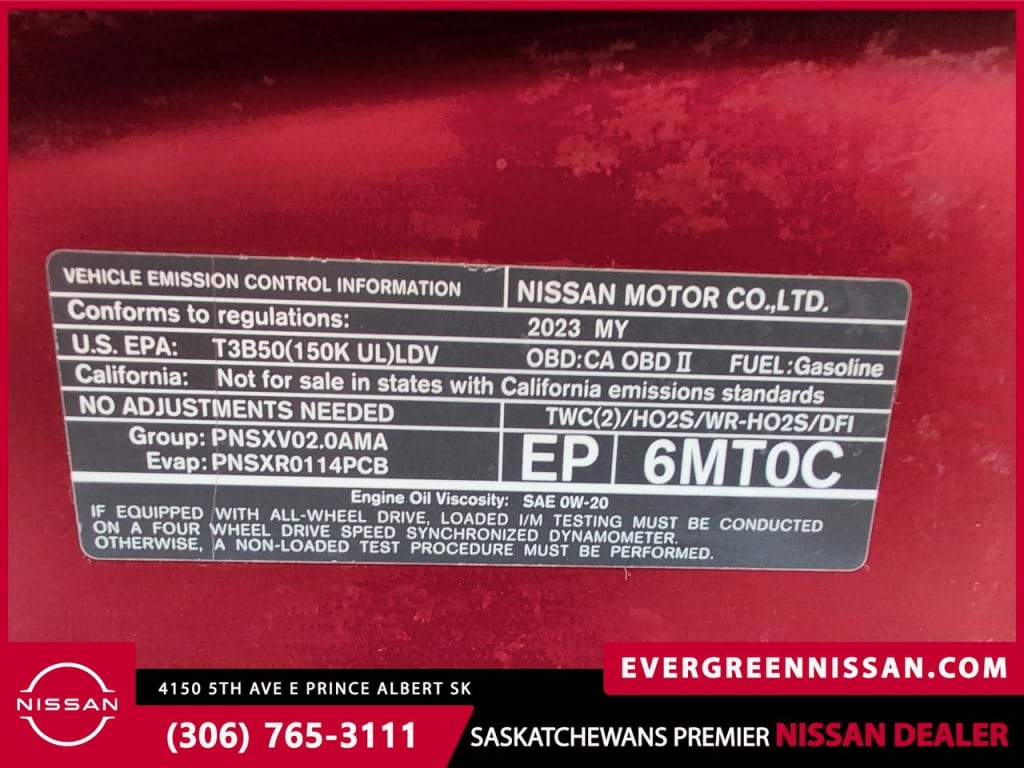 VEHICLE EMISSION CONTROL INFORMATION
NISSAN MOTOR CO.,LTD.
Conforms to regulations:
2023 MY
U.S. EPA: T3B50(150K UL)LDV
OBD:CA OBD II FUEL:Gasoline
California: Not for sale in states with California emissions standards
NO ADJUSTMENTS NEEDED
TWC(2)/HO2S/WR-HO2S/DFI
Group: PNSXV02.0AMA
Evap: PNSXR0114PCB
EP 6MT0C
Engine Oil Viscosity: SAE 0W-20
IF EQUIPPED WITH ALL-WHEEL DRIVE, LOADED I/M TESTING MUST BE CONDUCTED
ON A FOUR WHEEL DRIVE SPEED SYNCHRONIZED DYNAMOMETER.
OTHERWISE, A NON-LOADED TEST PROCEDURE MUST BE PERFORMED.
EVERGREENNISSAN.COM
NISSAN
4150 5TH AVE E PRINCE ALBERT SK
(306) 765-3111
SASKATCHEWANS PREMIER NISSAN DEALER